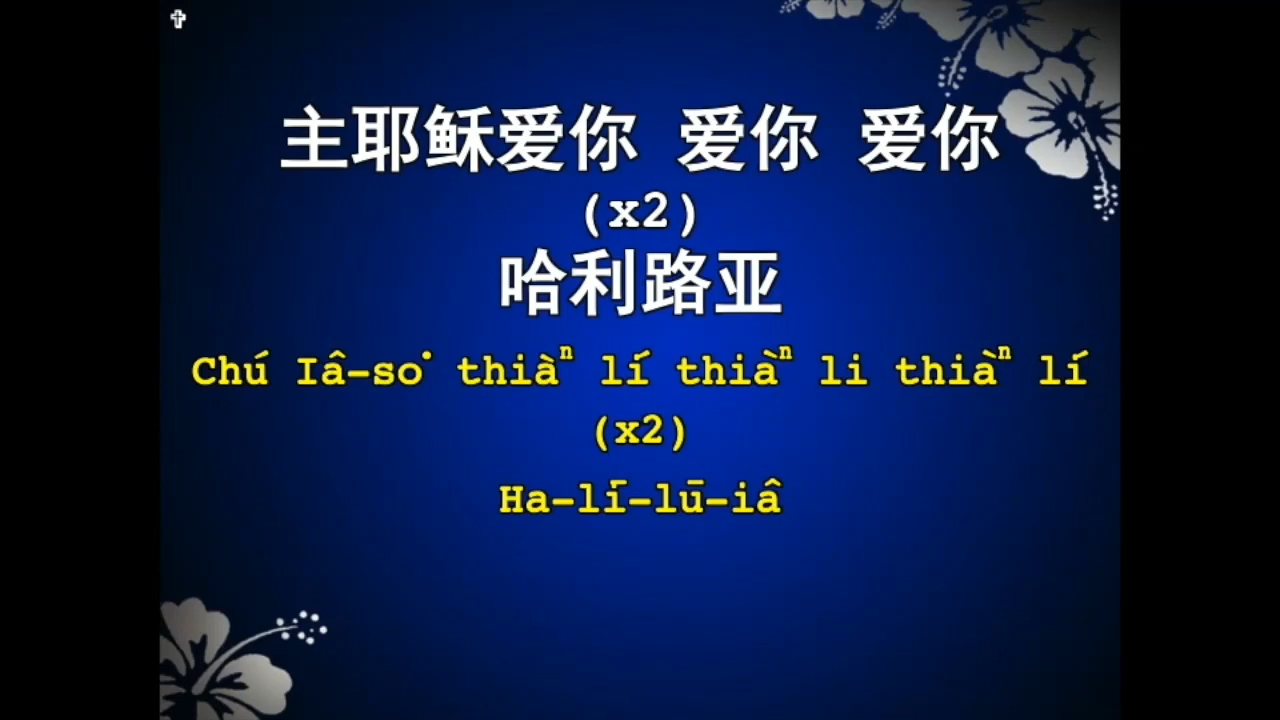 主耶稣爱你 爱你 爱你
(x2)
哈利路亚
Chú Iâ-so͘ thiàⁿ lí thiàⁿ li thiàⁿ lí
(x2)
Ha-lī-lū-iâ